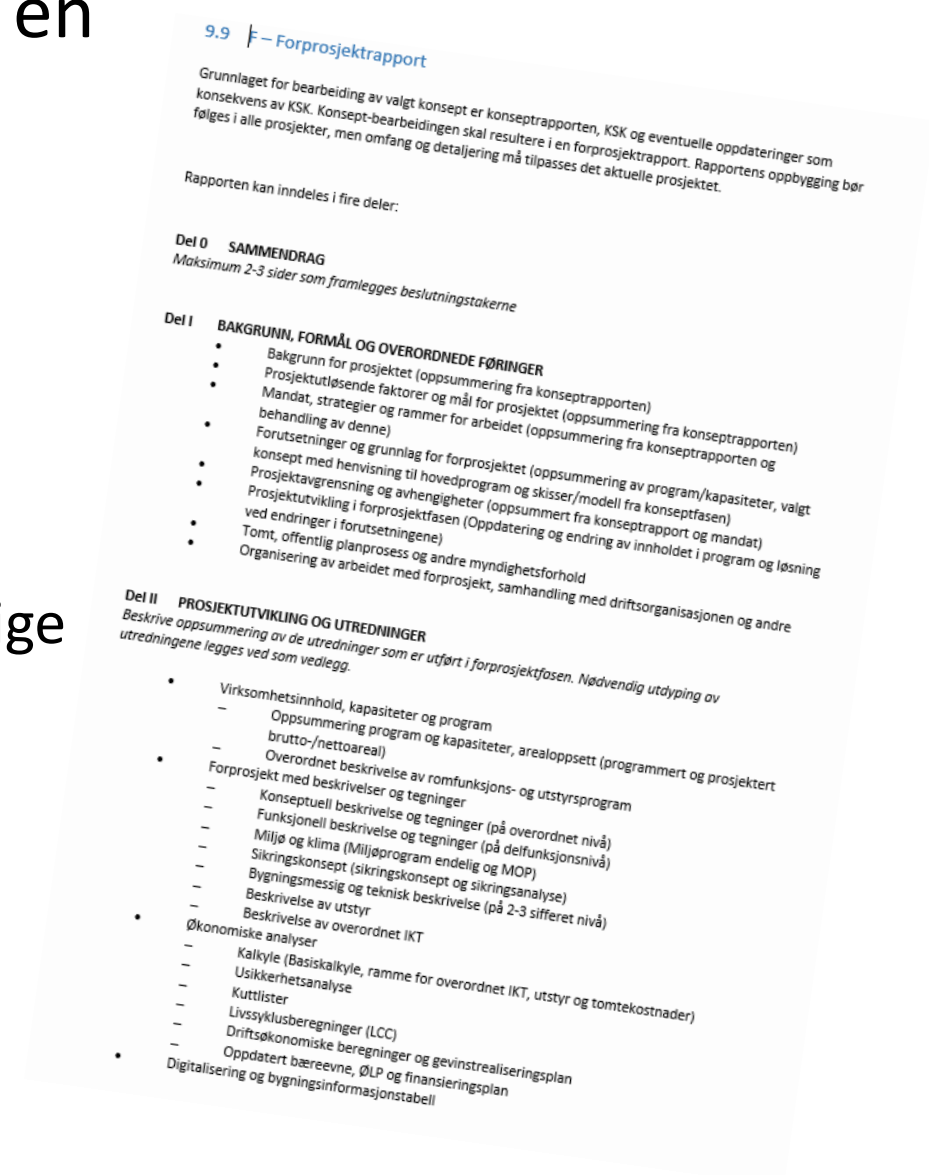 en
9.9 F – Forprosjektrapport
Grunnlaget for bearbeiding av valgt konsept er konseptrapporten, KSK og eventuelle oppdateringer som
konsekvens av KSK. Konsept-bearbeidingen skal resultere i en forprosjektrapport. Rapportens oppbygging bør
følges i alle prosjekter, men omfang og detaljering må tilpasses det aktuelle prosjektet.
Rapporten kan inndeles i fire deler:
Del 0 SAMMENDRAG
Maksimum 2-3 sider som framlegges beslutningstakerne
Del I BAKGRUNN, FORMÅL OG OVERORDNEDE FØRINGER
• Bakgrunn for prosjektet (oppsummering fra konseptrapporten)
• Prosjektutløsende faktorer og mål for prosjektet (oppsummering fra konseptrapporten)
• Mandat, strategier og rammer for arbeidet (oppsummering fra konseptrapporten og
behandling av denne)
• Forutsetninger og grunnlag for forprosjektet (oppsummering av program/kapasiteter, valgt
konsept med henvisning til hovedprogram og skisser/modell fra konseptfasen)
• Prosjektavgrensning og avhengigheter (oppsummert fra konseptrapport og mandat)
• Prosjektutvikling i forprosjektfasen (Oppdatering og endring av innholdet i program og løsning
ved endringer i forutsetningene)
• Tomt, offentlig planprosess og andre myndighetsforhold
• Organisering av arbeidet med forprosjekt, samhandling med driftsorganisasjonen og andre
ige
Del II PROSJEKTUTVIKLING OG UTREDNINGER
Beskrive oppsummering av de utredninger som er utført i forprosjektfasen. Nødvendig utdyping av
utredningene legges ved som vedlegg.
• Virksomhetsinnhold, kapasiteter og program
– Oppsummering program og kapasiteter, arealoppsett (programmert og prosjektert
brutto-/nettoareal)
– Overordnet beskrivelse av romfunksjons- og utstyrsprogram
• Forprosjekt med beskrivelser og tegninger
– Konseptuell beskrivelse og tegninger (på overordnet nivå)
– Funksjonell beskrivelse og tegninger (på delfunksjonsnivå)
– Miljø og klima (Miljøprogram endelig og MOP)
– Sikringskonsept (sikringskonsept og sikringsanalyse)
– Bygningsmessig og teknisk beskrivelse (på 2-3 sifferet nivå)
– Beskrivelse av utstyr
– Beskrivelse av overordnet IKT
• Økonomiske analyser
– Kalkyle (Basiskalkyle, ramme for overordnet IKT, utstyr og tomtekostnader)
– Usikkerhetsanalyse
– Kuttlister
– Livssyklusberegninger (LCC)
– Driftsøkonomiske beregninger og gevinstrealiseringsplan
– Oppdatert bæreevne, ØLP og finansieringsplan
• Digitalisering og bygningsinformasjonstabell